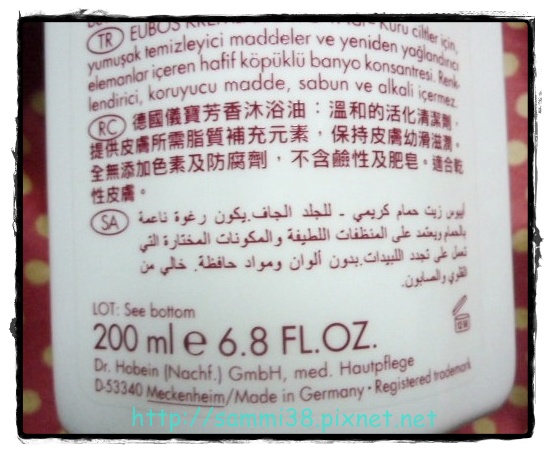 TR EUBOS KREM Kuru ciltler için,
yumuşak temizleyici maddeler ve yeniden yağlandırıcı
elemanlar içeren hafif köpüklü banyo konsantresi. Renk-
lendirici, koruyucu madde, sabun ve alkali içermez.
RC 德國儀寶芳香沐浴油：溫和的活化清潔劑，
提供皮膚所需脂質補充元素，保持皮膚幼滑滋潤。
全無添加色素及防腐劑，不含鹼性及肥皂。適合乾
性皮膚。
SA ايبوس زيت حمام كريمي - للجلد الجاف.يكون رغوة ناعمة
بالحمام ويعتمد على المنظفات اللطيفة والمكونات المختارة التي
تعمل على تجدد اللبيدات.بدون ألوان ومواد حافظة. خالي من
القلوي والصابون.
LOT: See bottom
200 ml e 6.8 FL.OZ.
Dr. Hobein (Nachf.) GmbH, med. Hautpflege
D-53340 Meckenheim/Made in Germany • Registered trademark
http://sammi38.pixnet.net